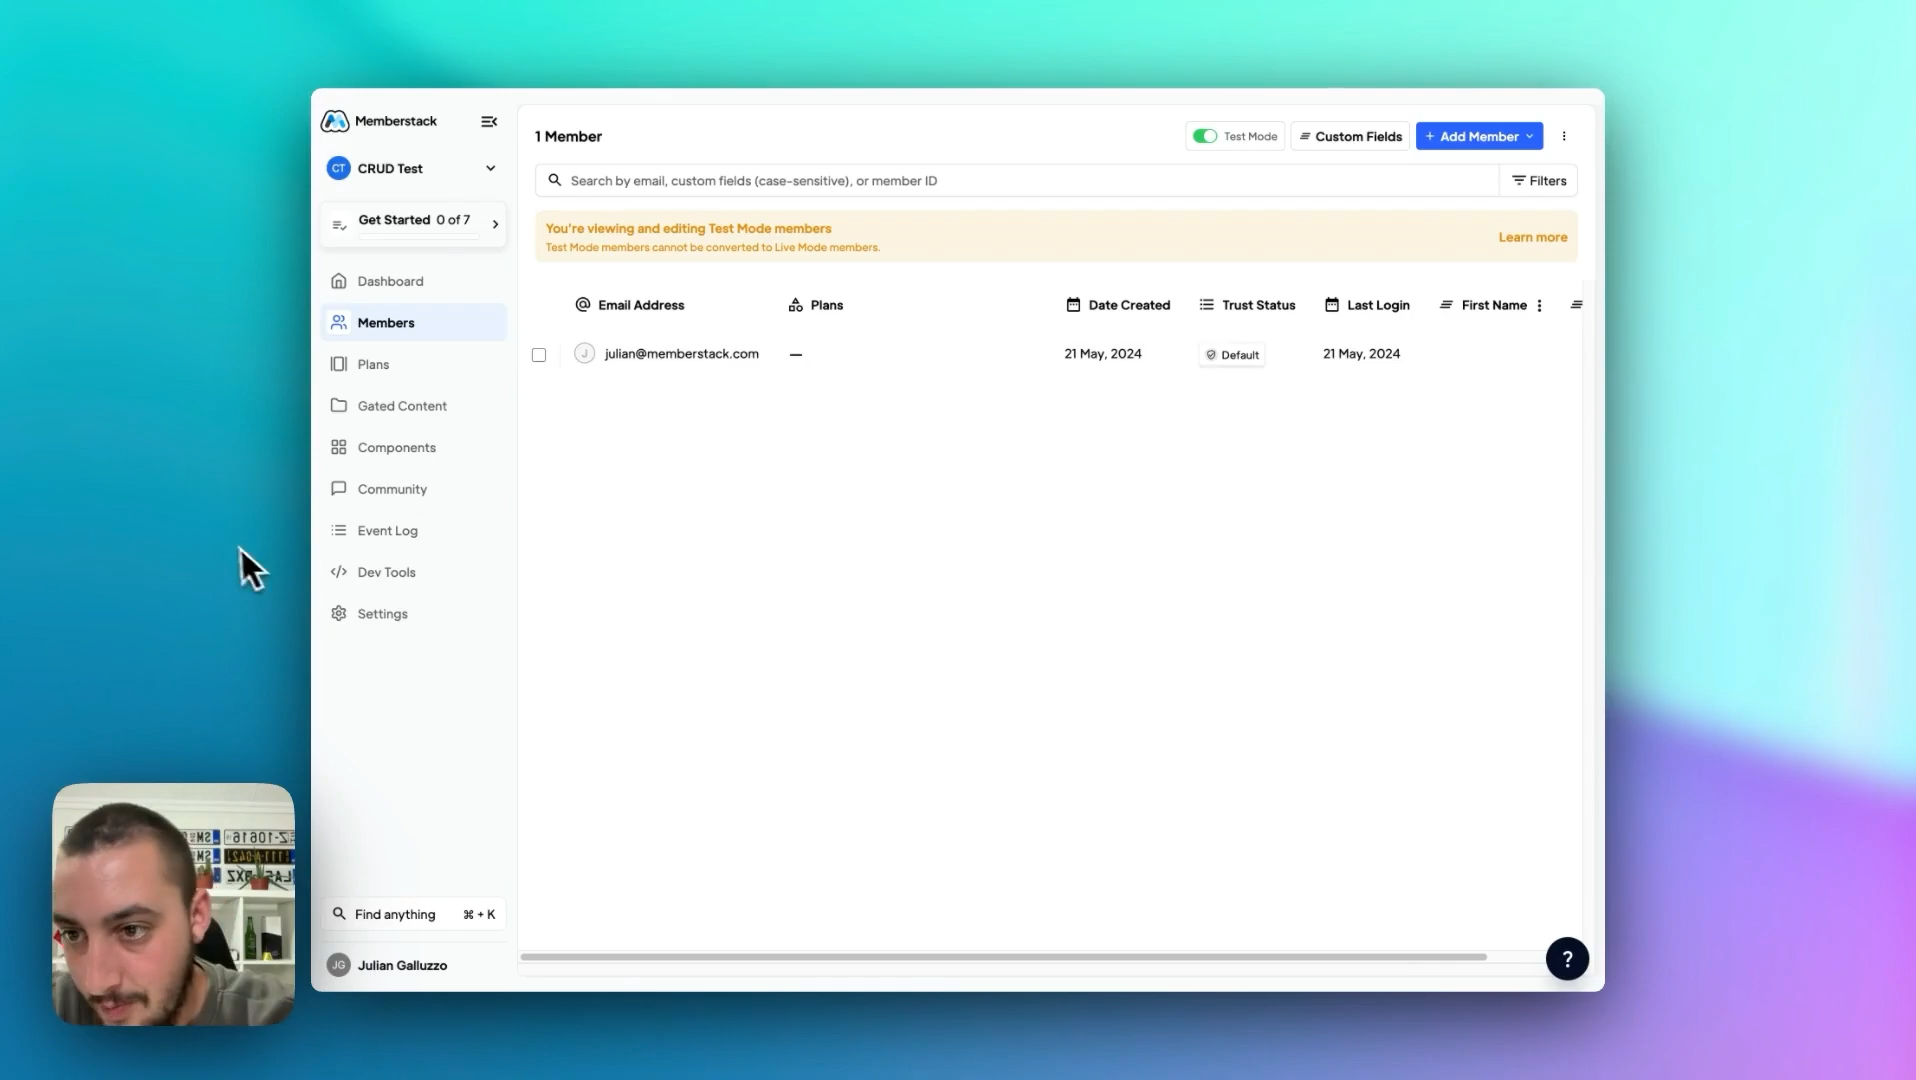 Memberstack
CT CRUD Test
Get Started 0 of 7
Dashboard
Members
Plans
Gated Content
Components
Community
Event Log
Dev Tools
Settings
Find anything ⌘ + K
JG Julian Galluzzo
1 Member
Test Mode
Custom Fields
+ Add Member
Search by email, custom fields (case-sensitive), or member ID
Filters
You're viewing and editing Test Mode members
Test Mode members cannot be converted to Live Mode members.
Learn more
Email Address Plans Date Created Trust Status Last Login First Name
J julian@memberstack.com — 21 May, 2024 Default 21 May, 2024
?